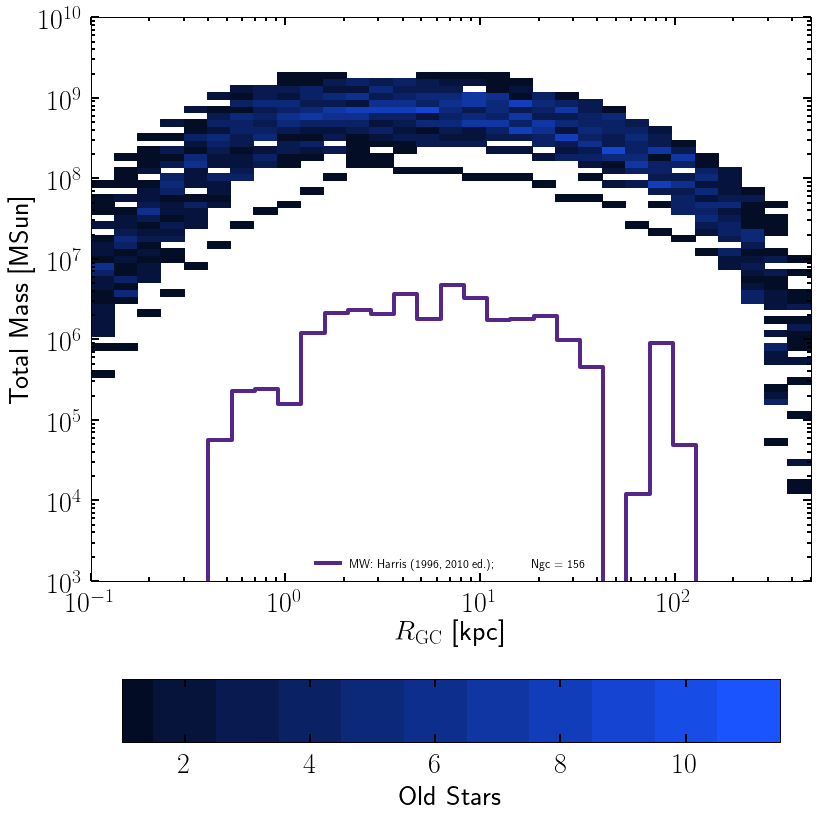 10^10
10^9
10^8
10^7
10^6
10^5
10^4
10^3
Total Mass [MSun]
MW: Harris (1996, 2010 ed.); Ngc = 156
10^−1 10^0 10^1 10^2
R_GC [kpc]
2 4 6 8 10
Old Stars